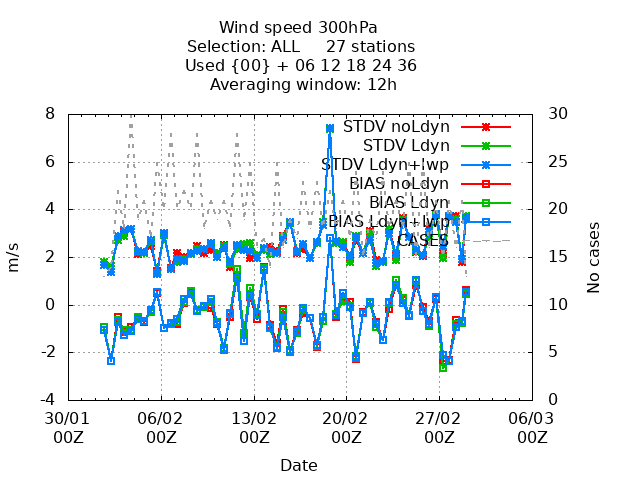 Wind speed 300hPa
Selection: ALL 27 stations
Used {00} + 06 12 18 24 36
Averaging window: 12h
8 30
STDV noLdyn
STDV Ldyn
6 25
STDV Ldyn+lwp
BIAS noLdyn
BIAS Ldyn
4 20
BIAS Ldyn+lwp
CASES
2 15
m/s
No cases
0 10
-2 5
-4 0
30/01 06/02 13/02 20/02 27/02 06/03
00Z 00Z 00Z 00Z 00Z 00Z
Date